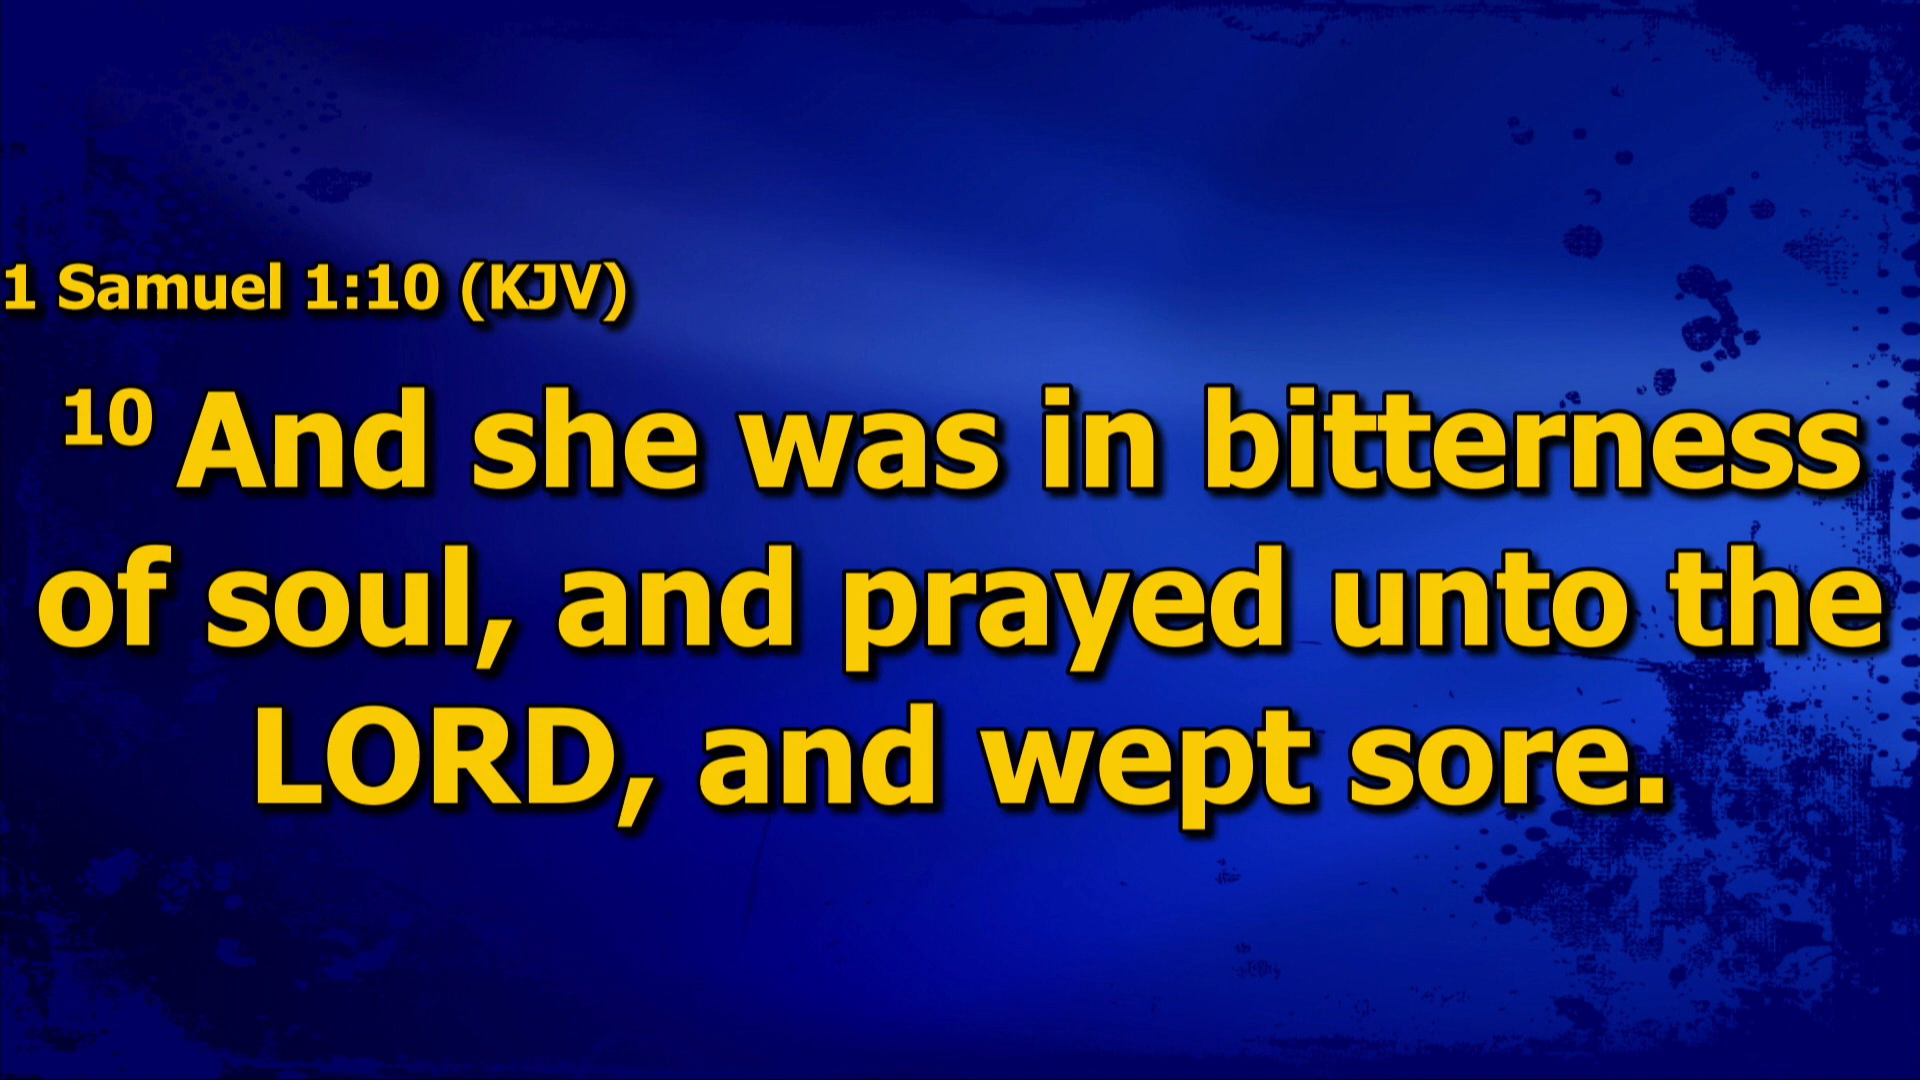 1 Samuel 1:10 (KJV)
10 And she was in bitterness
of soul, and prayed unto the
LORD, and wept sore.